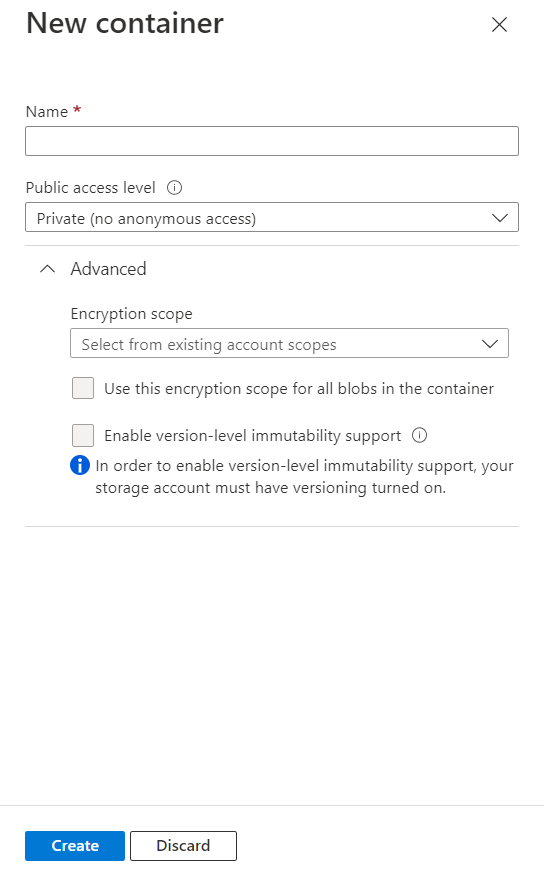 New container
Name *
Public access level
Private (no anonymous access)
Advanced
Encryption scope
Select from existing account scopes
Use this encryption scope for all blobs in the container
Enable version-level immutability support
In order to enable version-level immutability support, your
storage account must have versioning turned on.
Create Discard